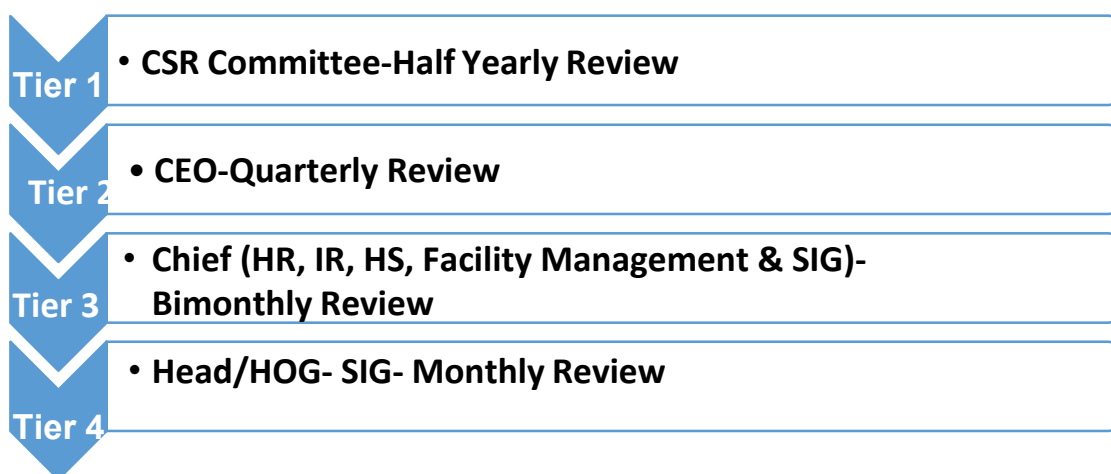 Tier 1
• CSR Committee-Half Yearly Review
Tier 2
• CEO-Quarterly Review
Tier 3
• Chief (HR, IR, HS, Facility Management & SIG)-
Bimonthly Review
Tier 4
• Head/HOG- SIG- Monthly Review